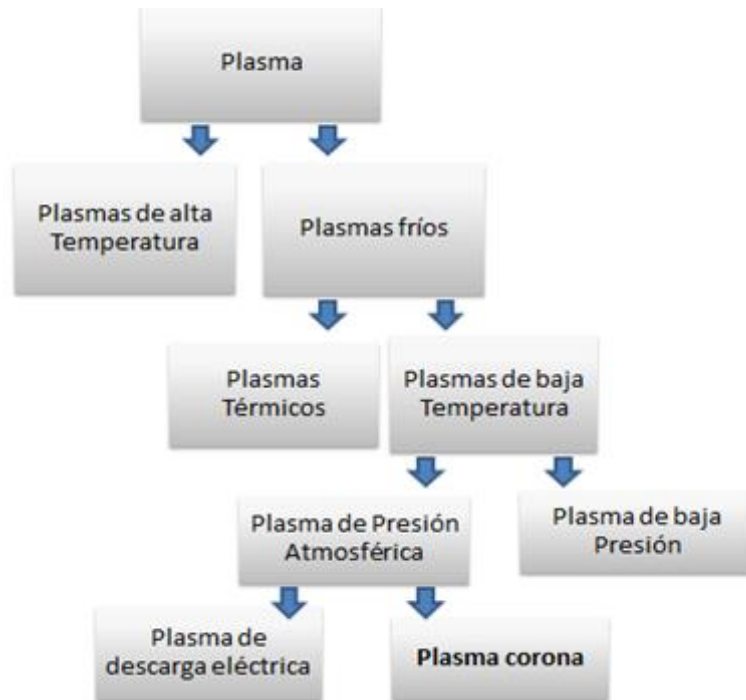 Plasma
Plasmas de alta
Temperatura
Plasmas fríos
Plasmas
Térmicos
Plasmas de baja
Temperatura
Plasma de Presión
Atmosférica
Plasma de baja
Presión
Plasma de
descarga eléctrica
Plasma corona